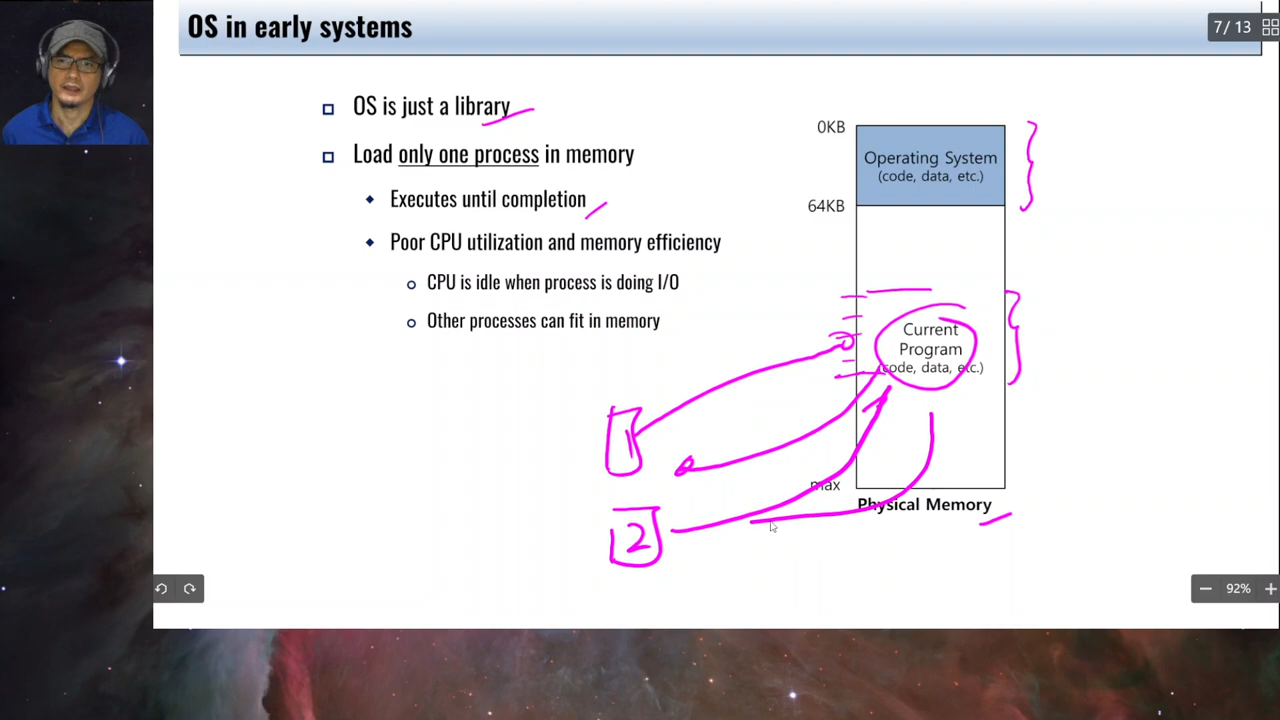 OS in early systems
7/ 13
OS is just a library
Load only one process in memory
Executes until completion
Poor CPU utilization and memory efficiency
CPU is idle when process is doing I/O
Other processes can fit in memory
0KB
Operating System
(code, data, etc.)
64KB
Current
Program
(code, data, etc.)
max
Physical Memory
1
2
92%